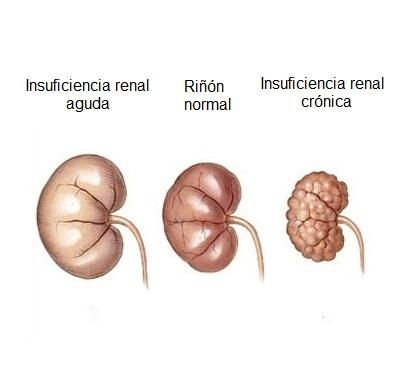 Insuficiencia renal
aguda
Riñón
normal
Insuficiencia renal
crónica